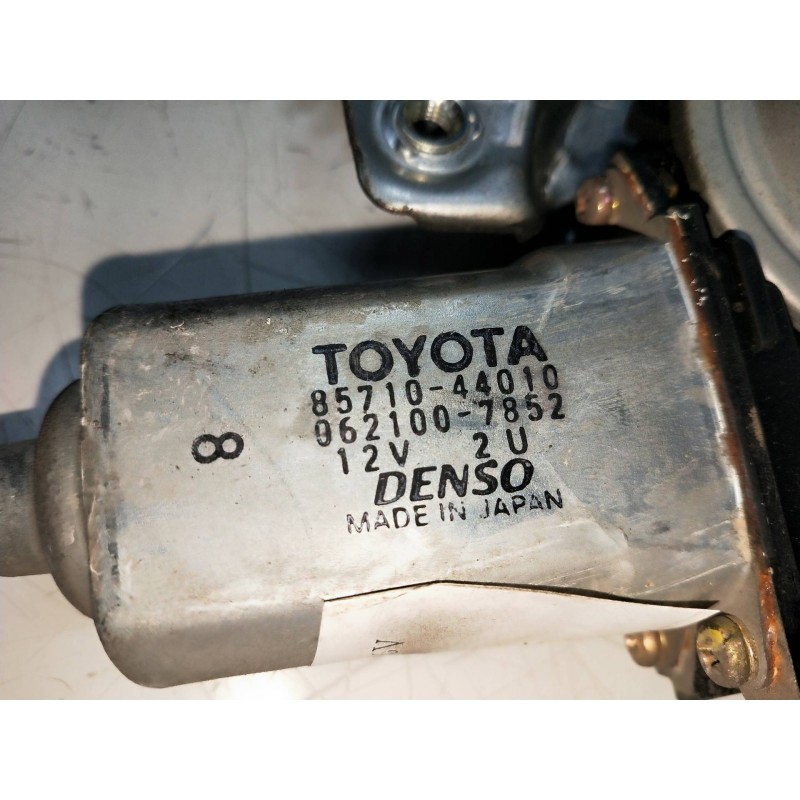 TOYOTA
85710-44010
062100-7852
12V 2U
DENSO
MADE IN JAPAN
8